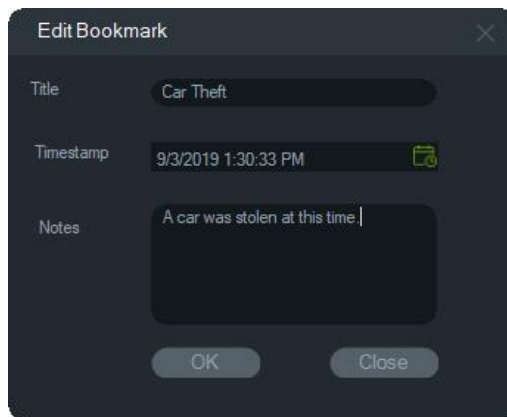 Edit Bookmark
Title
Car Theft
Timestamp
9/3/2019 1:30:33 PM
Notes
A car was stolen at this time.
OK
Close